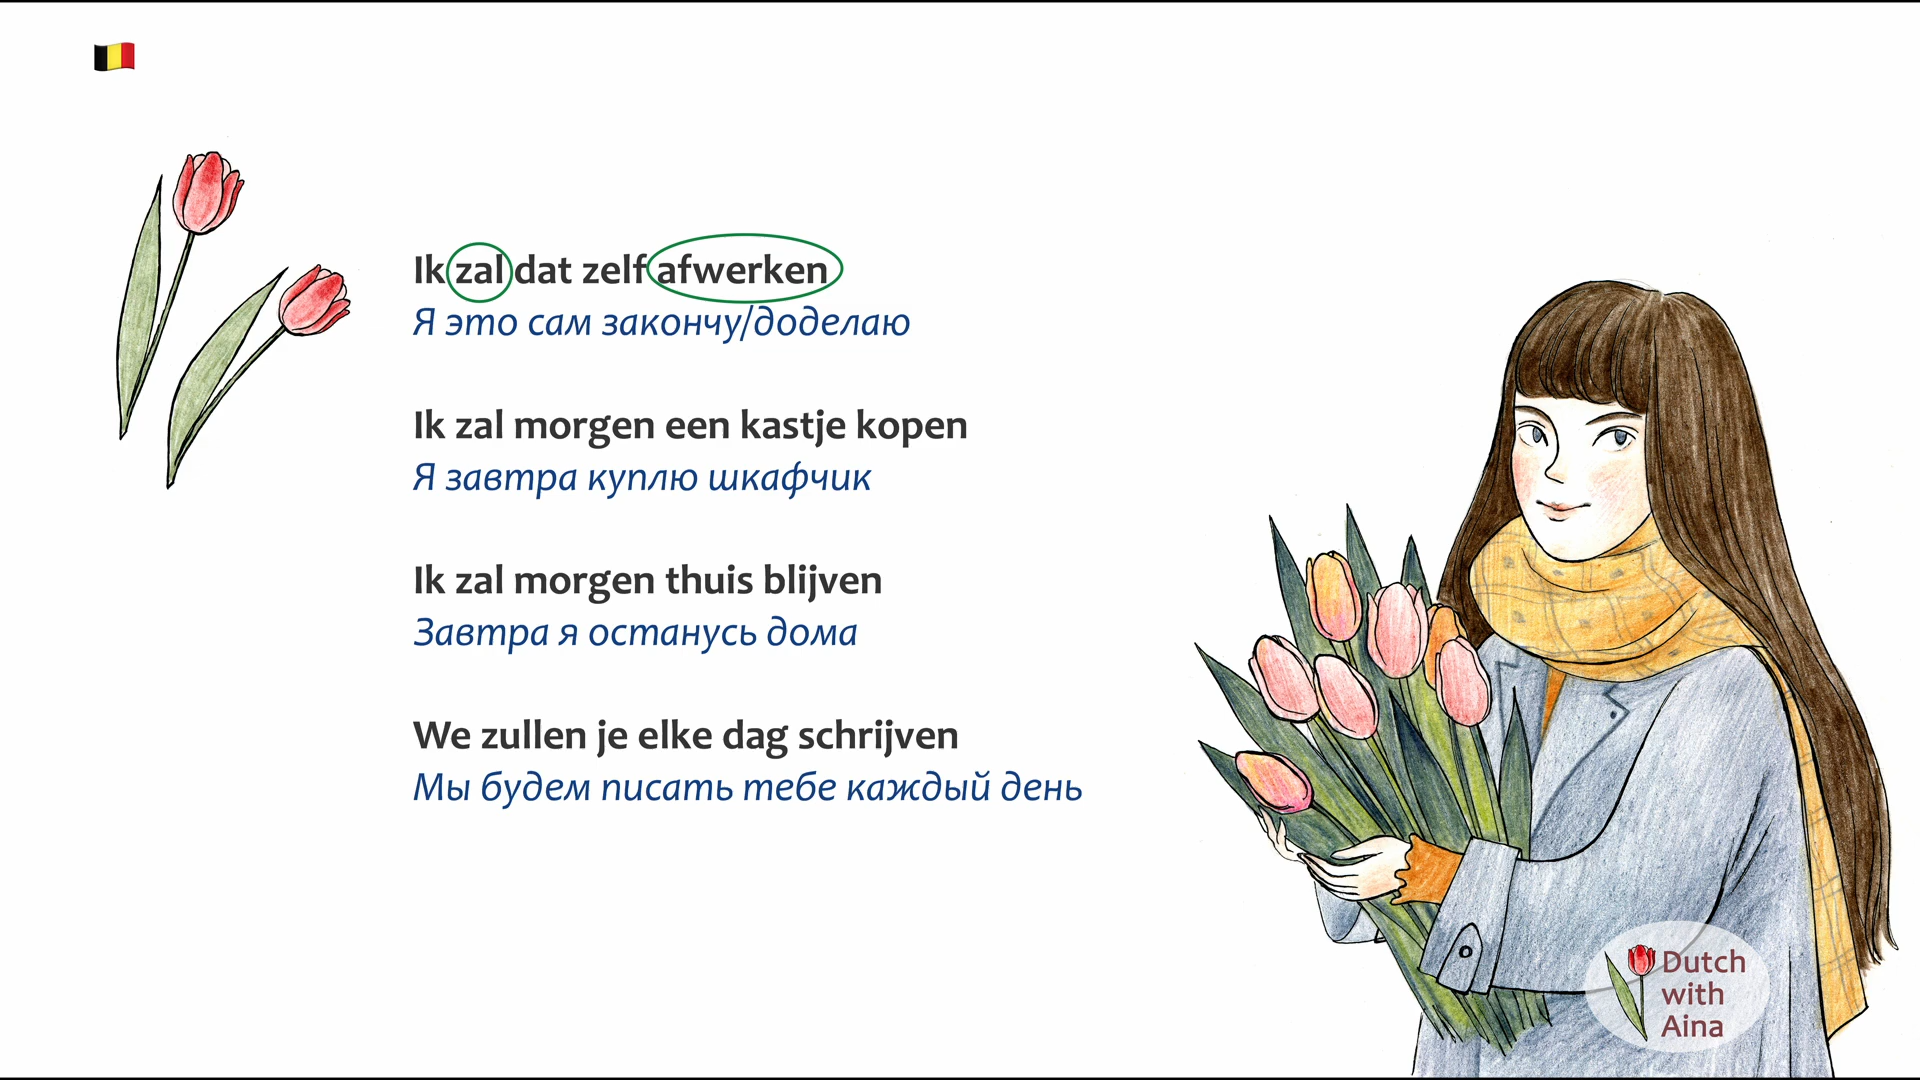 Ik zal dat zelf afwerken
Я это сам закончу/доделаю
Ik zal morgen een kastje kopen
Я завтра куплю шкафчик
Ik zal morgen thuis blijven
Завтра я останусь дома
We zullen je elke dag schrijven
Мы будем писать тебе каждый день
Dutch
with
Aina